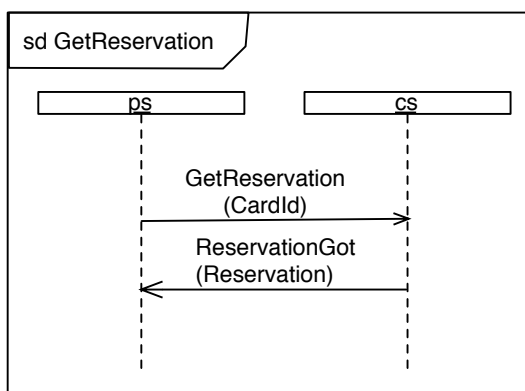 sd GetReservation
ps
cs
GetReservation
(CardId)
ReservationGot
(Reservation)